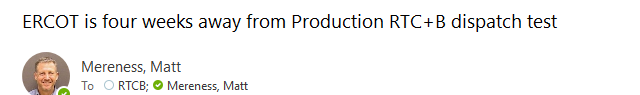 ERCOT is four weeks away from Production RTC+B dispatch test
Mereness, Matt
To RTCB; Mereness, Matt